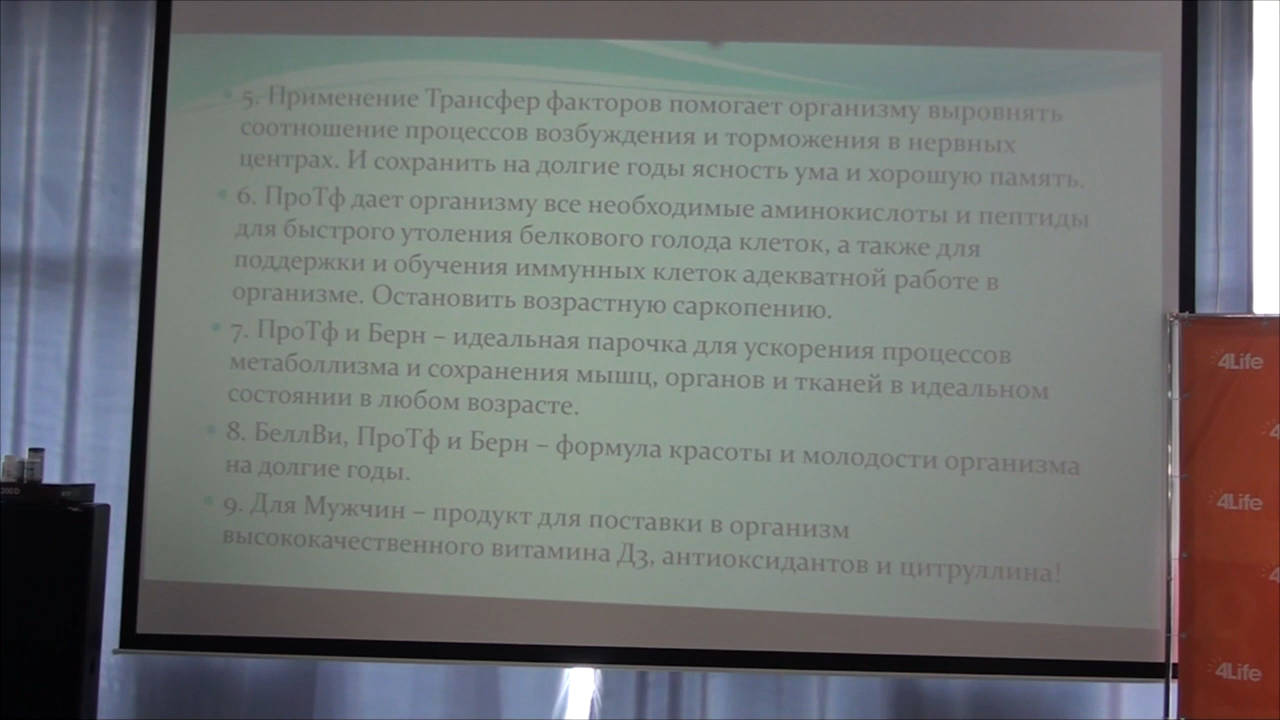 5. Применение Трансфер факторов помогает организму выровнять
соотношение процессов возбуждения и торможения в нервных
центрах. И сохранить на долгие годы ясность ума и хорошую память.
6. ПроТф дает организму все необходимые аминокислоты и пептиды
для быстрого утоления белкового голода клеток, а также для
поддержки и обучения иммунных клеток адекватной работе в
организме. Остановить возрастную саркопению.
7. ПроТф и Берн – идеальная парочка для ускорения процессов
метаболлизма и сохранения мышц, органов и тканей в идеальном
состоянии в любом возрасте.
8. БеллВи, ПроТф и Берн – формула красоты и молодости организма
на долгие годы.
9. Для Мужчин – продукт для поставки в организм
высококачественного витамина Д3, антиоксидантов и цитруллина!
4Life
4Life
4Life